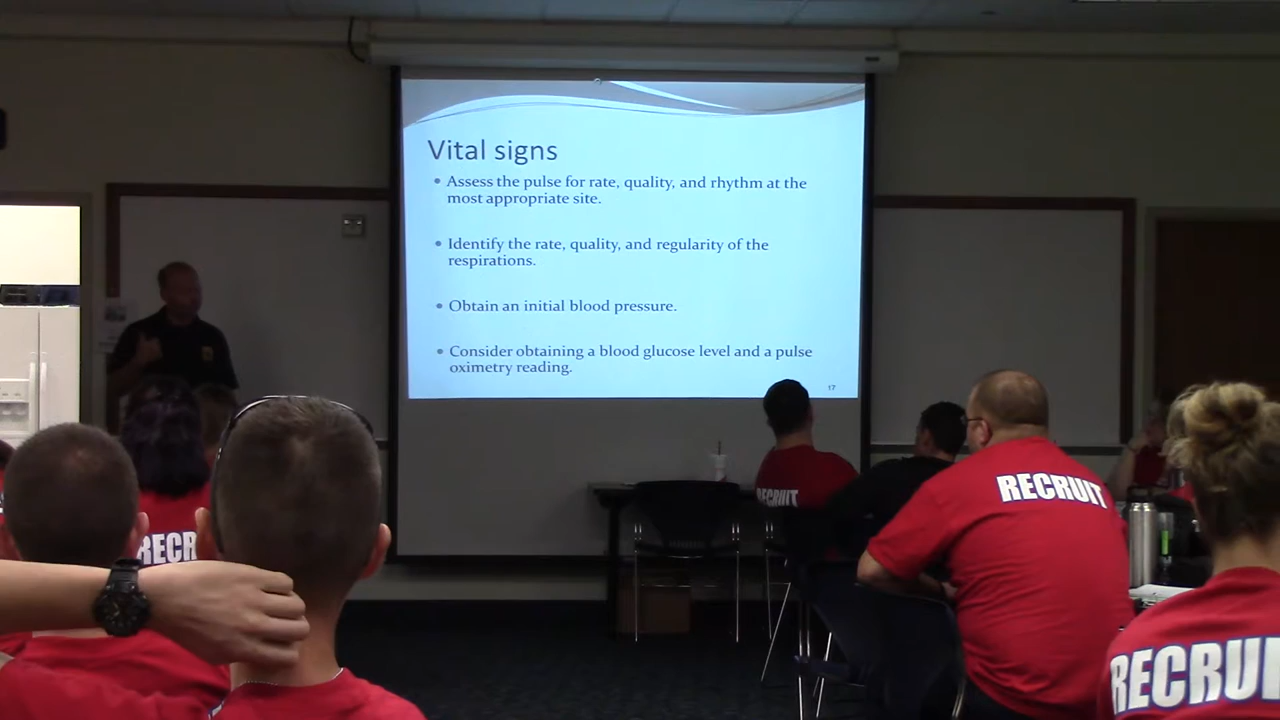 Vital signs
• Assess the pulse for rate, quality, and rhythm at the
most appropriate site.
• Identify the rate, quality, and regularity of the
respirations.
• Obtain an initial blood pressure.
• Consider obtaining a blood glucose level and a pulse
oximetry reading.
17
RECRUIT
RECRUIT
RECR
RECRUI